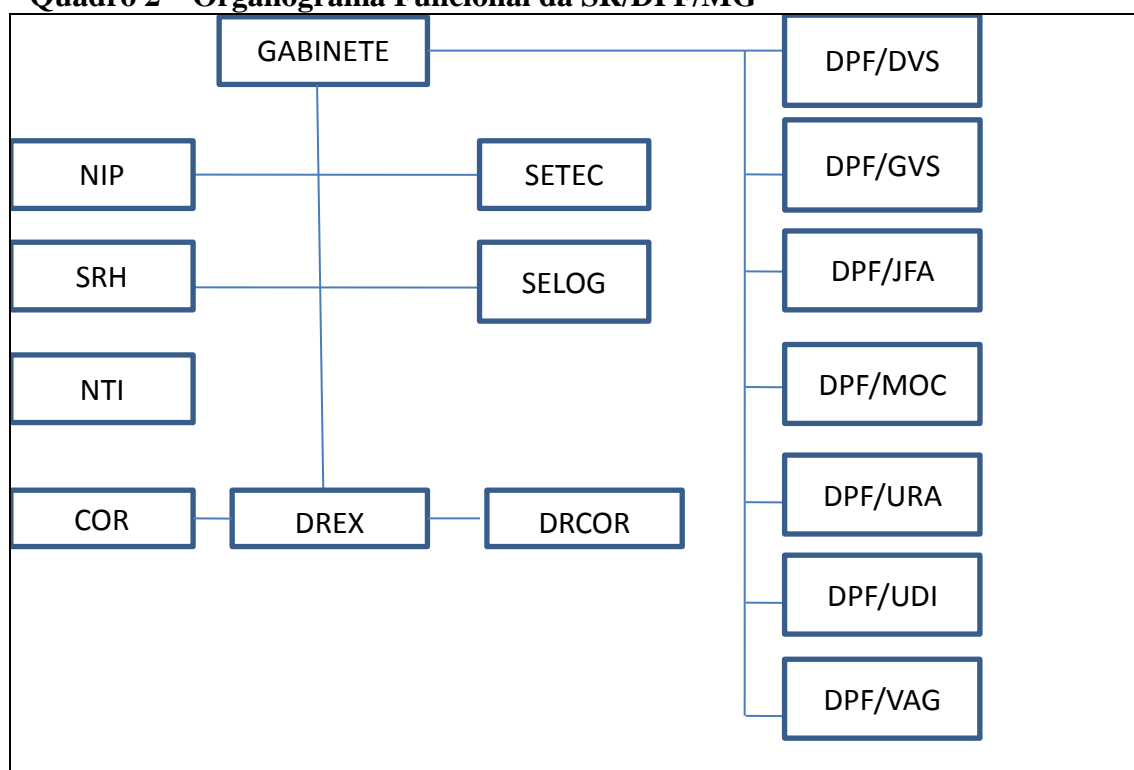 Quadro 2 – Organograma Funcional da SR/DPF/MG
GABINETE
DPF/DVS
NIP
SETEC
DPF/GVS
SRH
SELOG
DPF/JFA
NTI
DPF/MOC
COR
DREX
DRCOR
DPF/URA
DPF/UDI
DPF/VAG